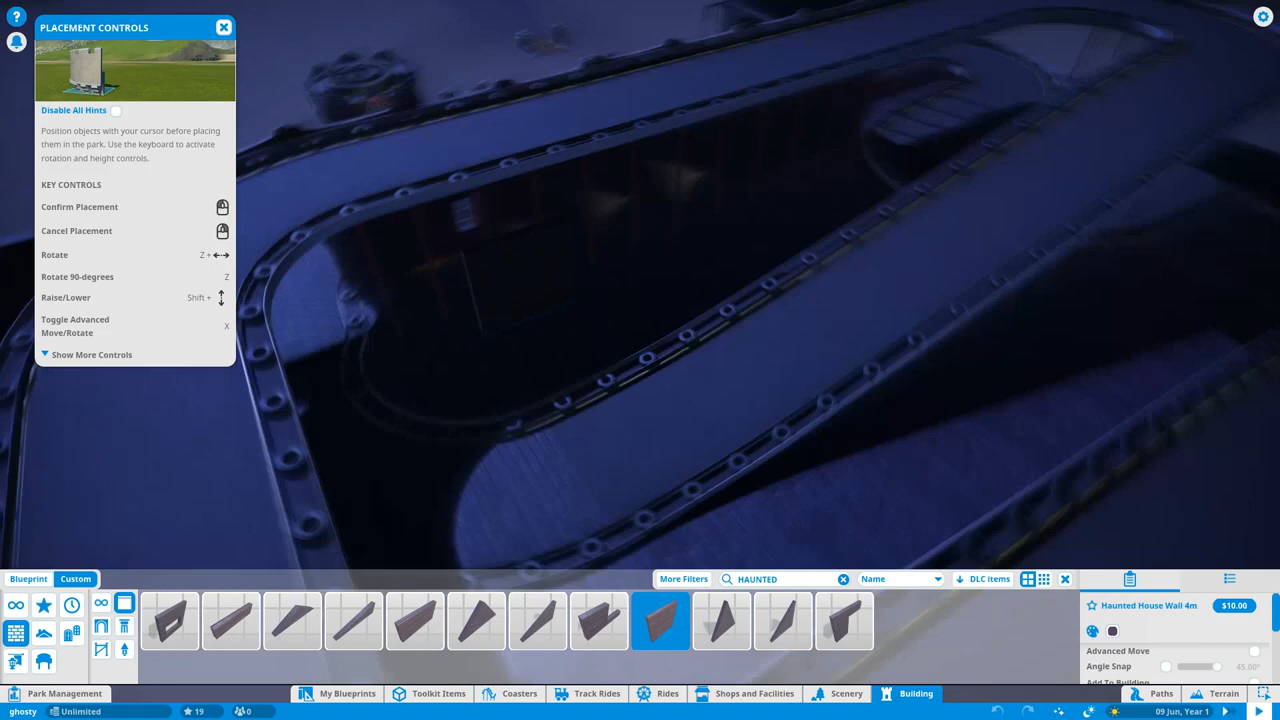 PLACEMENT CONTROLS
Disable All Hints
Position objects with your cursor before placing
them in the park. Use the keyboard to activate
rotation and height controls.
KEY CONTROLS
Confirm Placement
Cancel Placement
Rotate Z +
Rotate 90-degrees Z
Raise/Lower Shift +
Toggle Advanced
Move/Rotate X
Show More Controls
Blueprint Custom More Filters HAUNTED Name DLC items
Haunted House Wall 4m $10.00
Advanced Move
Angle Snap 45.00°
Park Management My Blueprints Toolkit Items Coasters Track Rides Rides Shops and Facilities Scenery Building Paths Terrain
ghosty Unlimited 19 0 09 Jun, Year 1